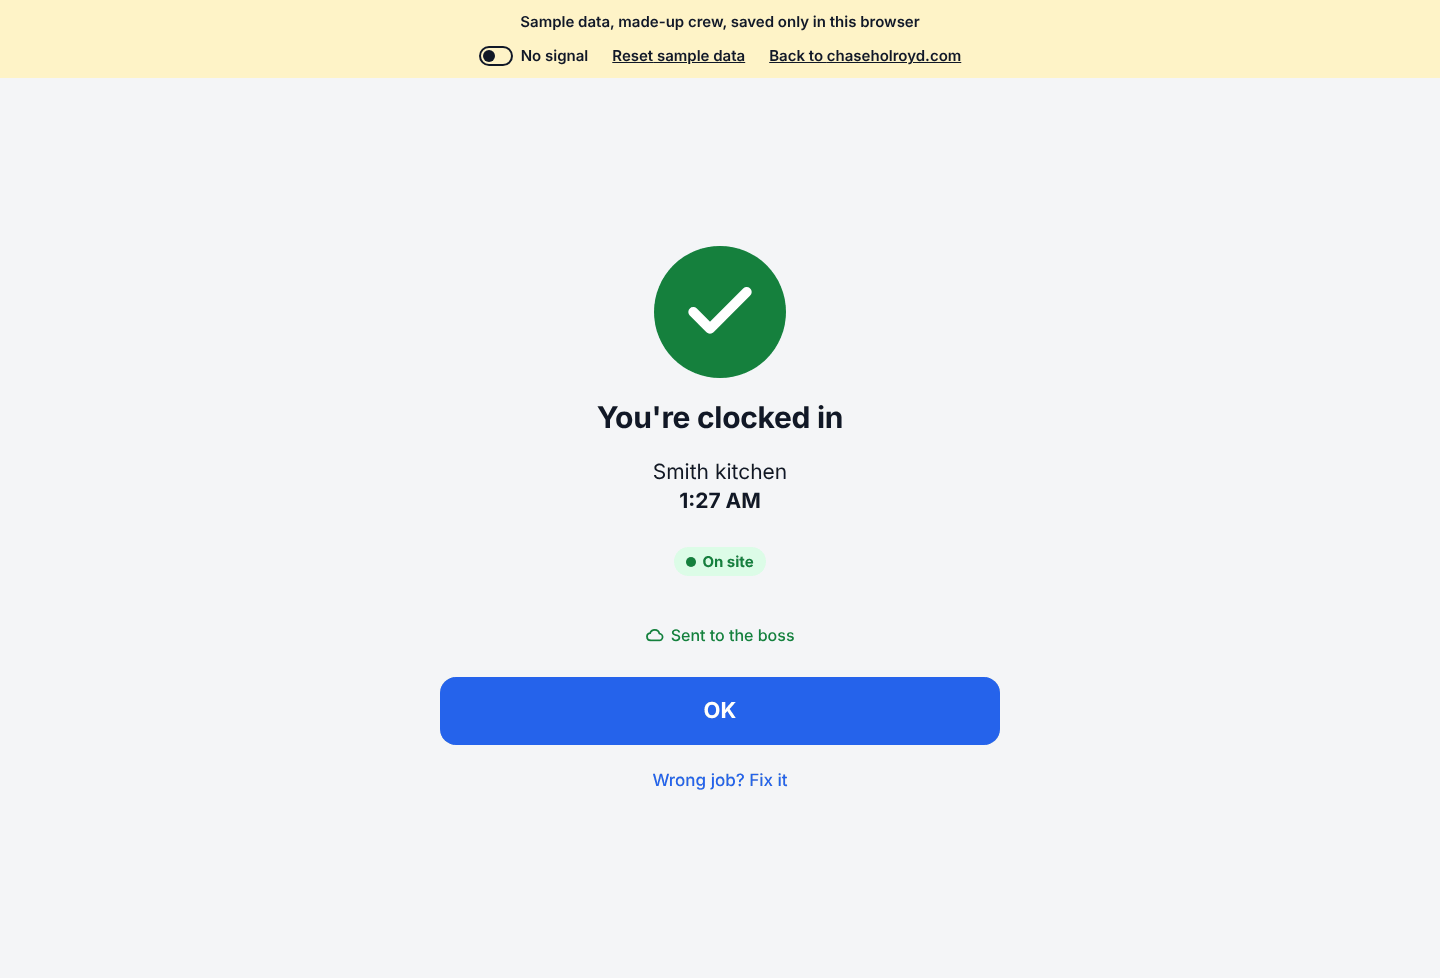 Sample data, made-up crew, saved only in this browser
No signal Reset sample data Back to chaseholroyd.com
You're clocked in
Smith kitchen
1:27 AM
On site
Sent to the boss
OK
Wrong job? Fix it